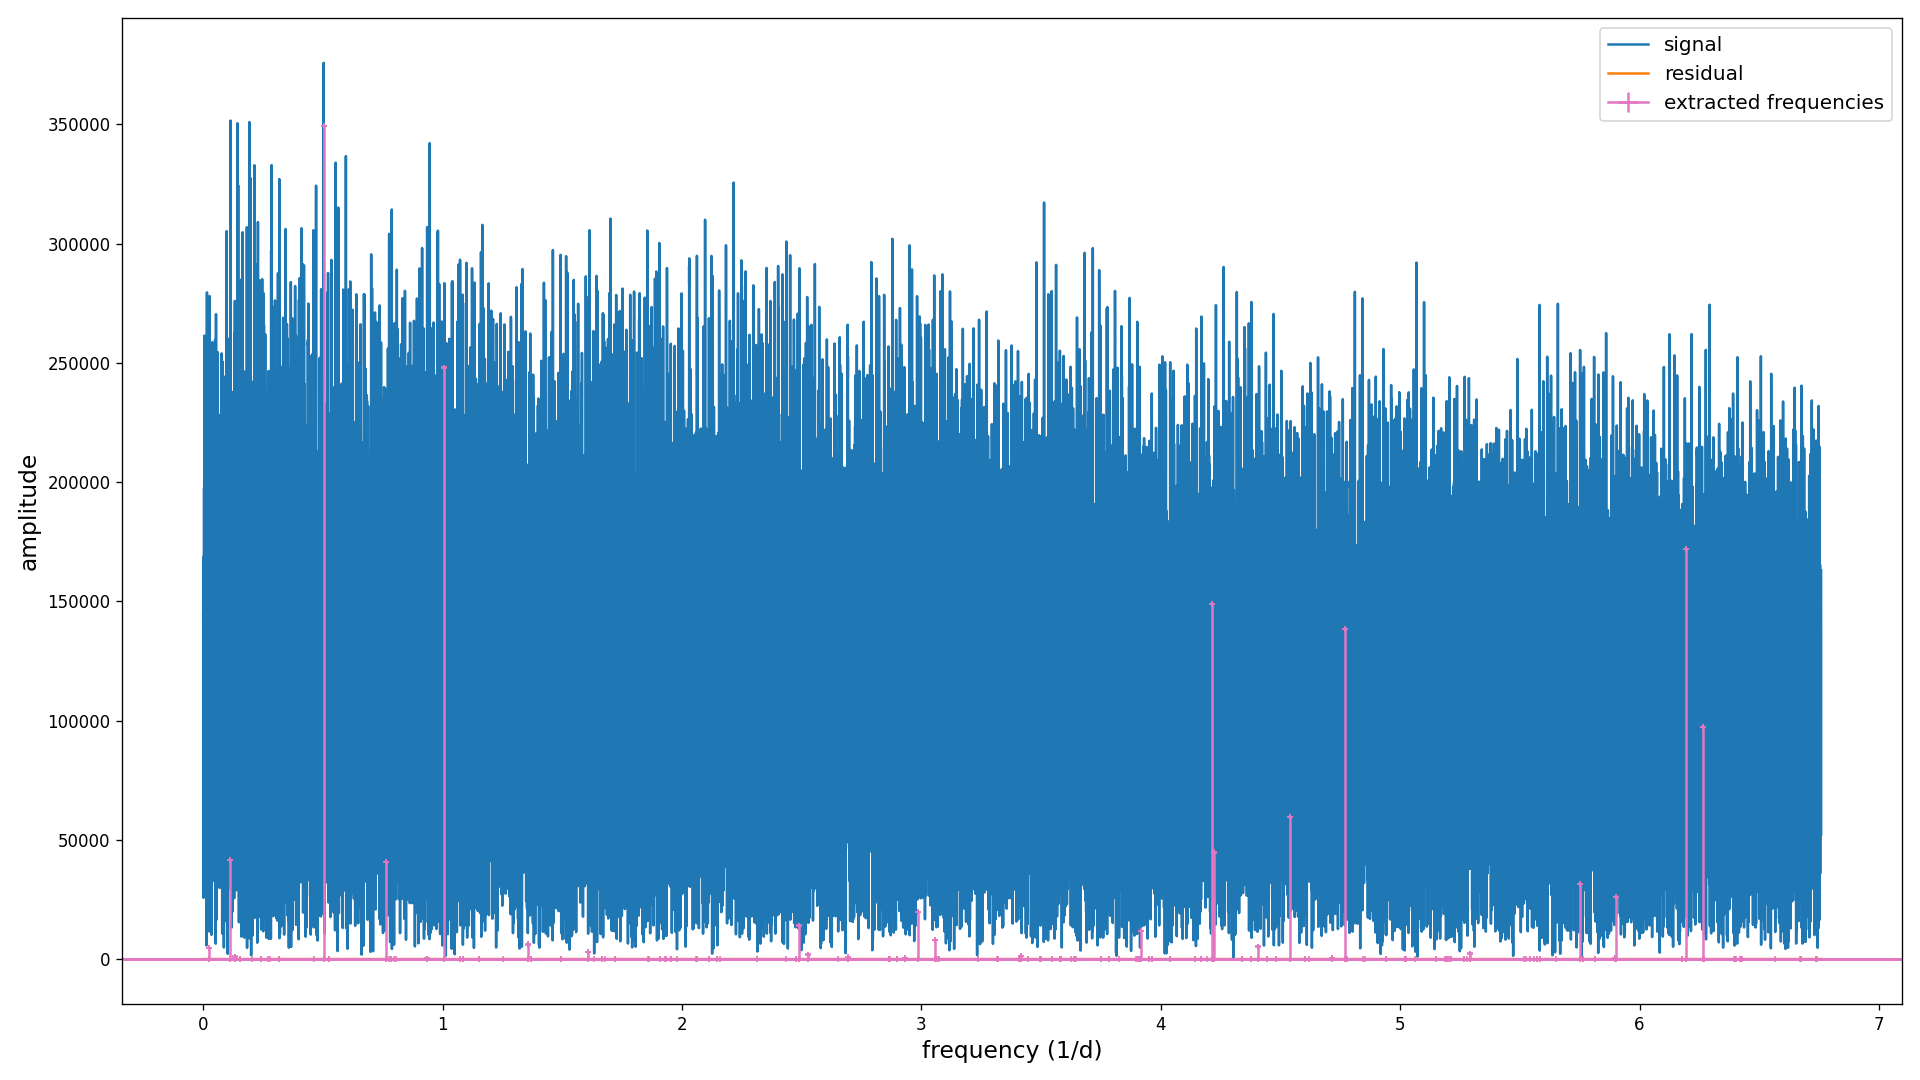 signal
residual
extracted frequencies
amplitude
350000
300000
250000
200000
150000
100000
50000
0
0 1 2 3 4 5 6 7
frequency (1/d)